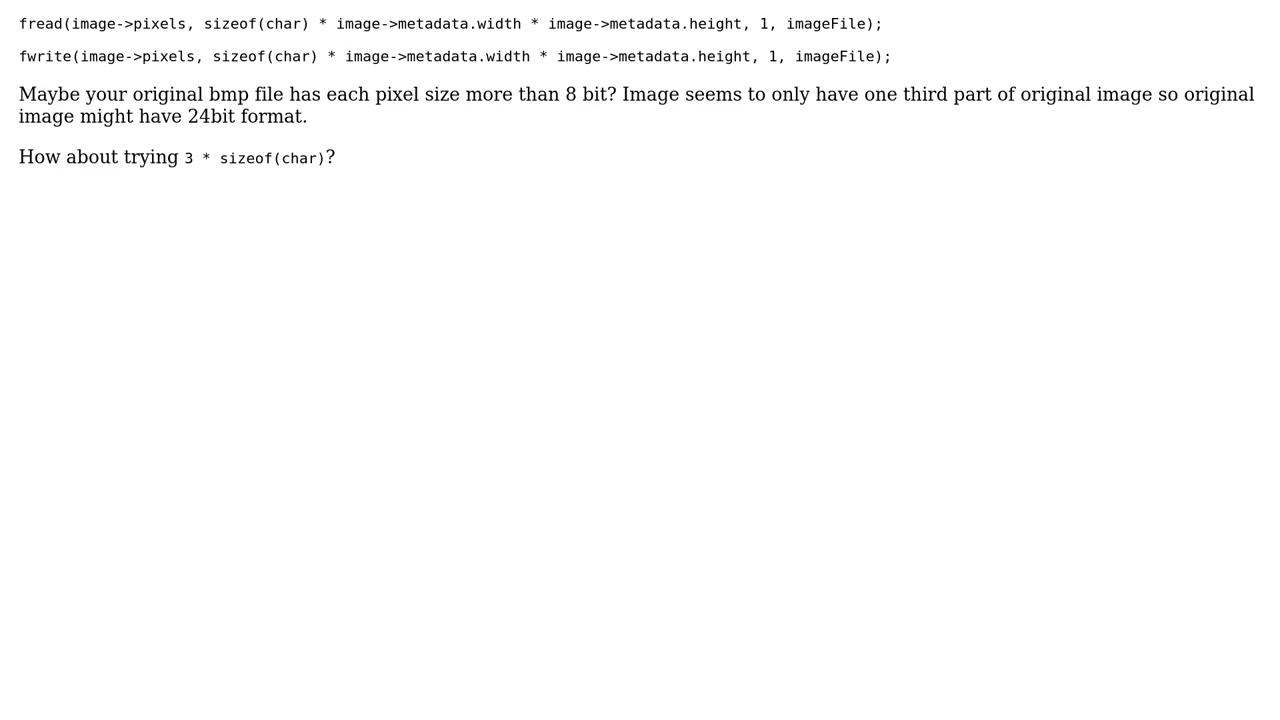 fread(image->pixels, sizeof(char) * image->metadata.width * image->metadata.height, 1, imageFile);
fwrite(image->pixels, sizeof(char) * image->metadata.width * image->metadata.height, 1, imageFile);
Maybe your original bmp file has each pixel size more than 8 bit? Image seems to only have one third part of original image so original
image might have 24bit format.
How about trying 3 * sizeof(char)?